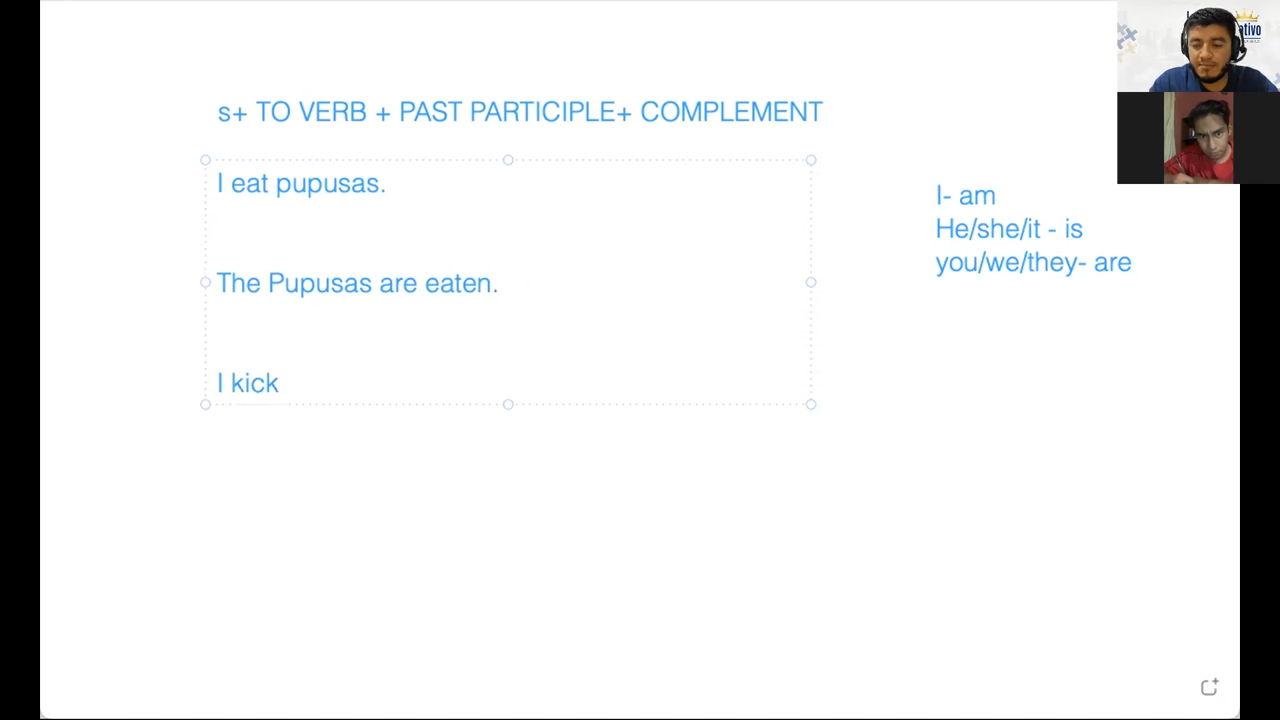 s+ TO VERB + PAST PARTICIPLE+ COMPLEMENT
I eat pupusas.
The Pupusas are eaten.
I kick
I- am
He/she/it - is
you/we/they- are